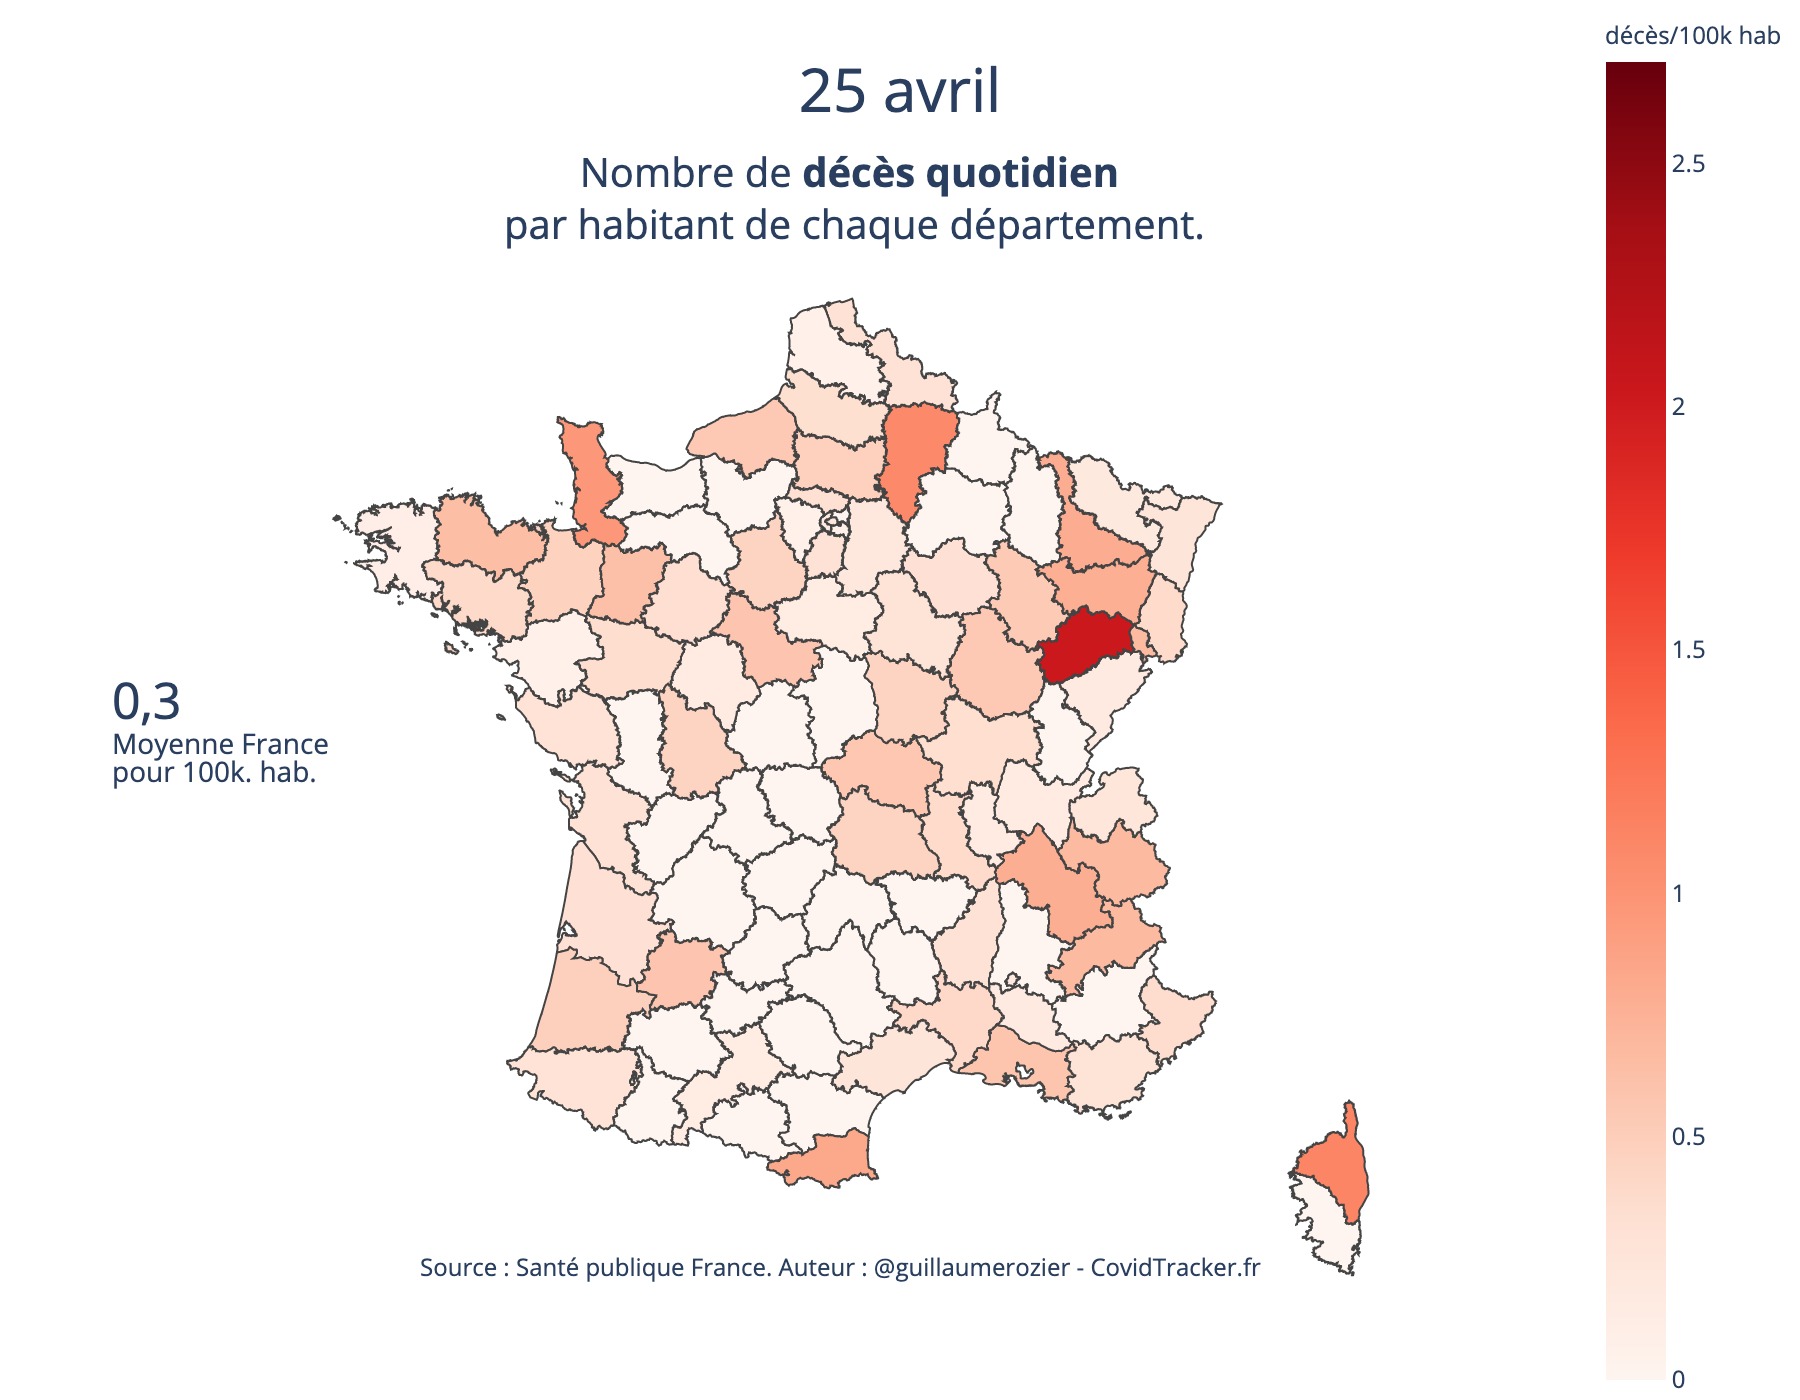 décès/100k hab
25 avril
Nombre de décès quotidien
par habitant de chaque département.
2.5
2
1.5
1
0.5
0
0,3
Moyenne France
pour 100k. hab.
Source : Santé publique France. Auteur : @guillaumerozier - CovidTracker.fr